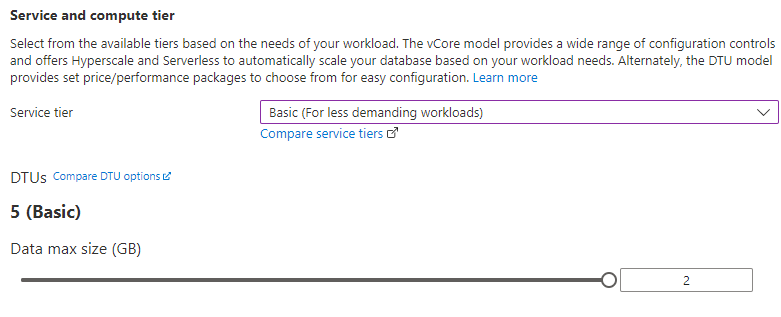 Service and compute tier
Select from the available tiers based on the needs of your workload. The vCore model provides a wide range of configuration controls
and offers Hyperscale and Serverless to automatically scale your database based on your workload needs. Alternately, the DTU model
provides set price/performance packages to choose from for easy configuration. Learn more
Service tier
Basic (For less demanding workloads)
Compare service tiers
DTUs Compare DTU options
5 (Basic)
Data max size (GB)
2